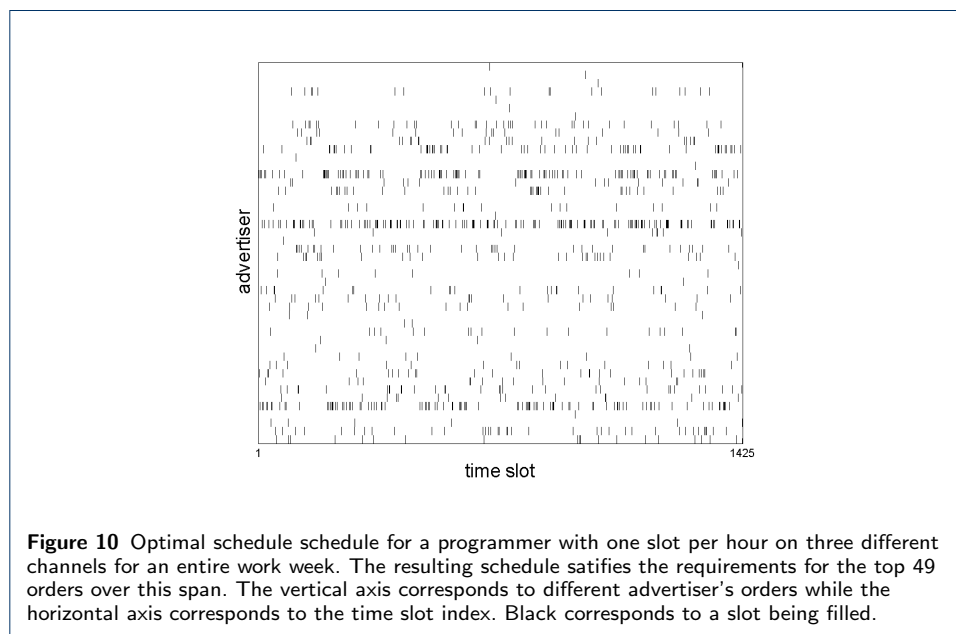 advertiser
1
1425
time slot
Figure 10 Optimal schedule schedule for a programmer with one slot per hour on three different
channels for an entire work week. The resulting schedule satifies the requirements for the top 49
orders over this span. The vertical axis corresponds to different advertiser's orders while the
horizontal axis corresponds to the time slot index. Black corresponds to a slot being filled.